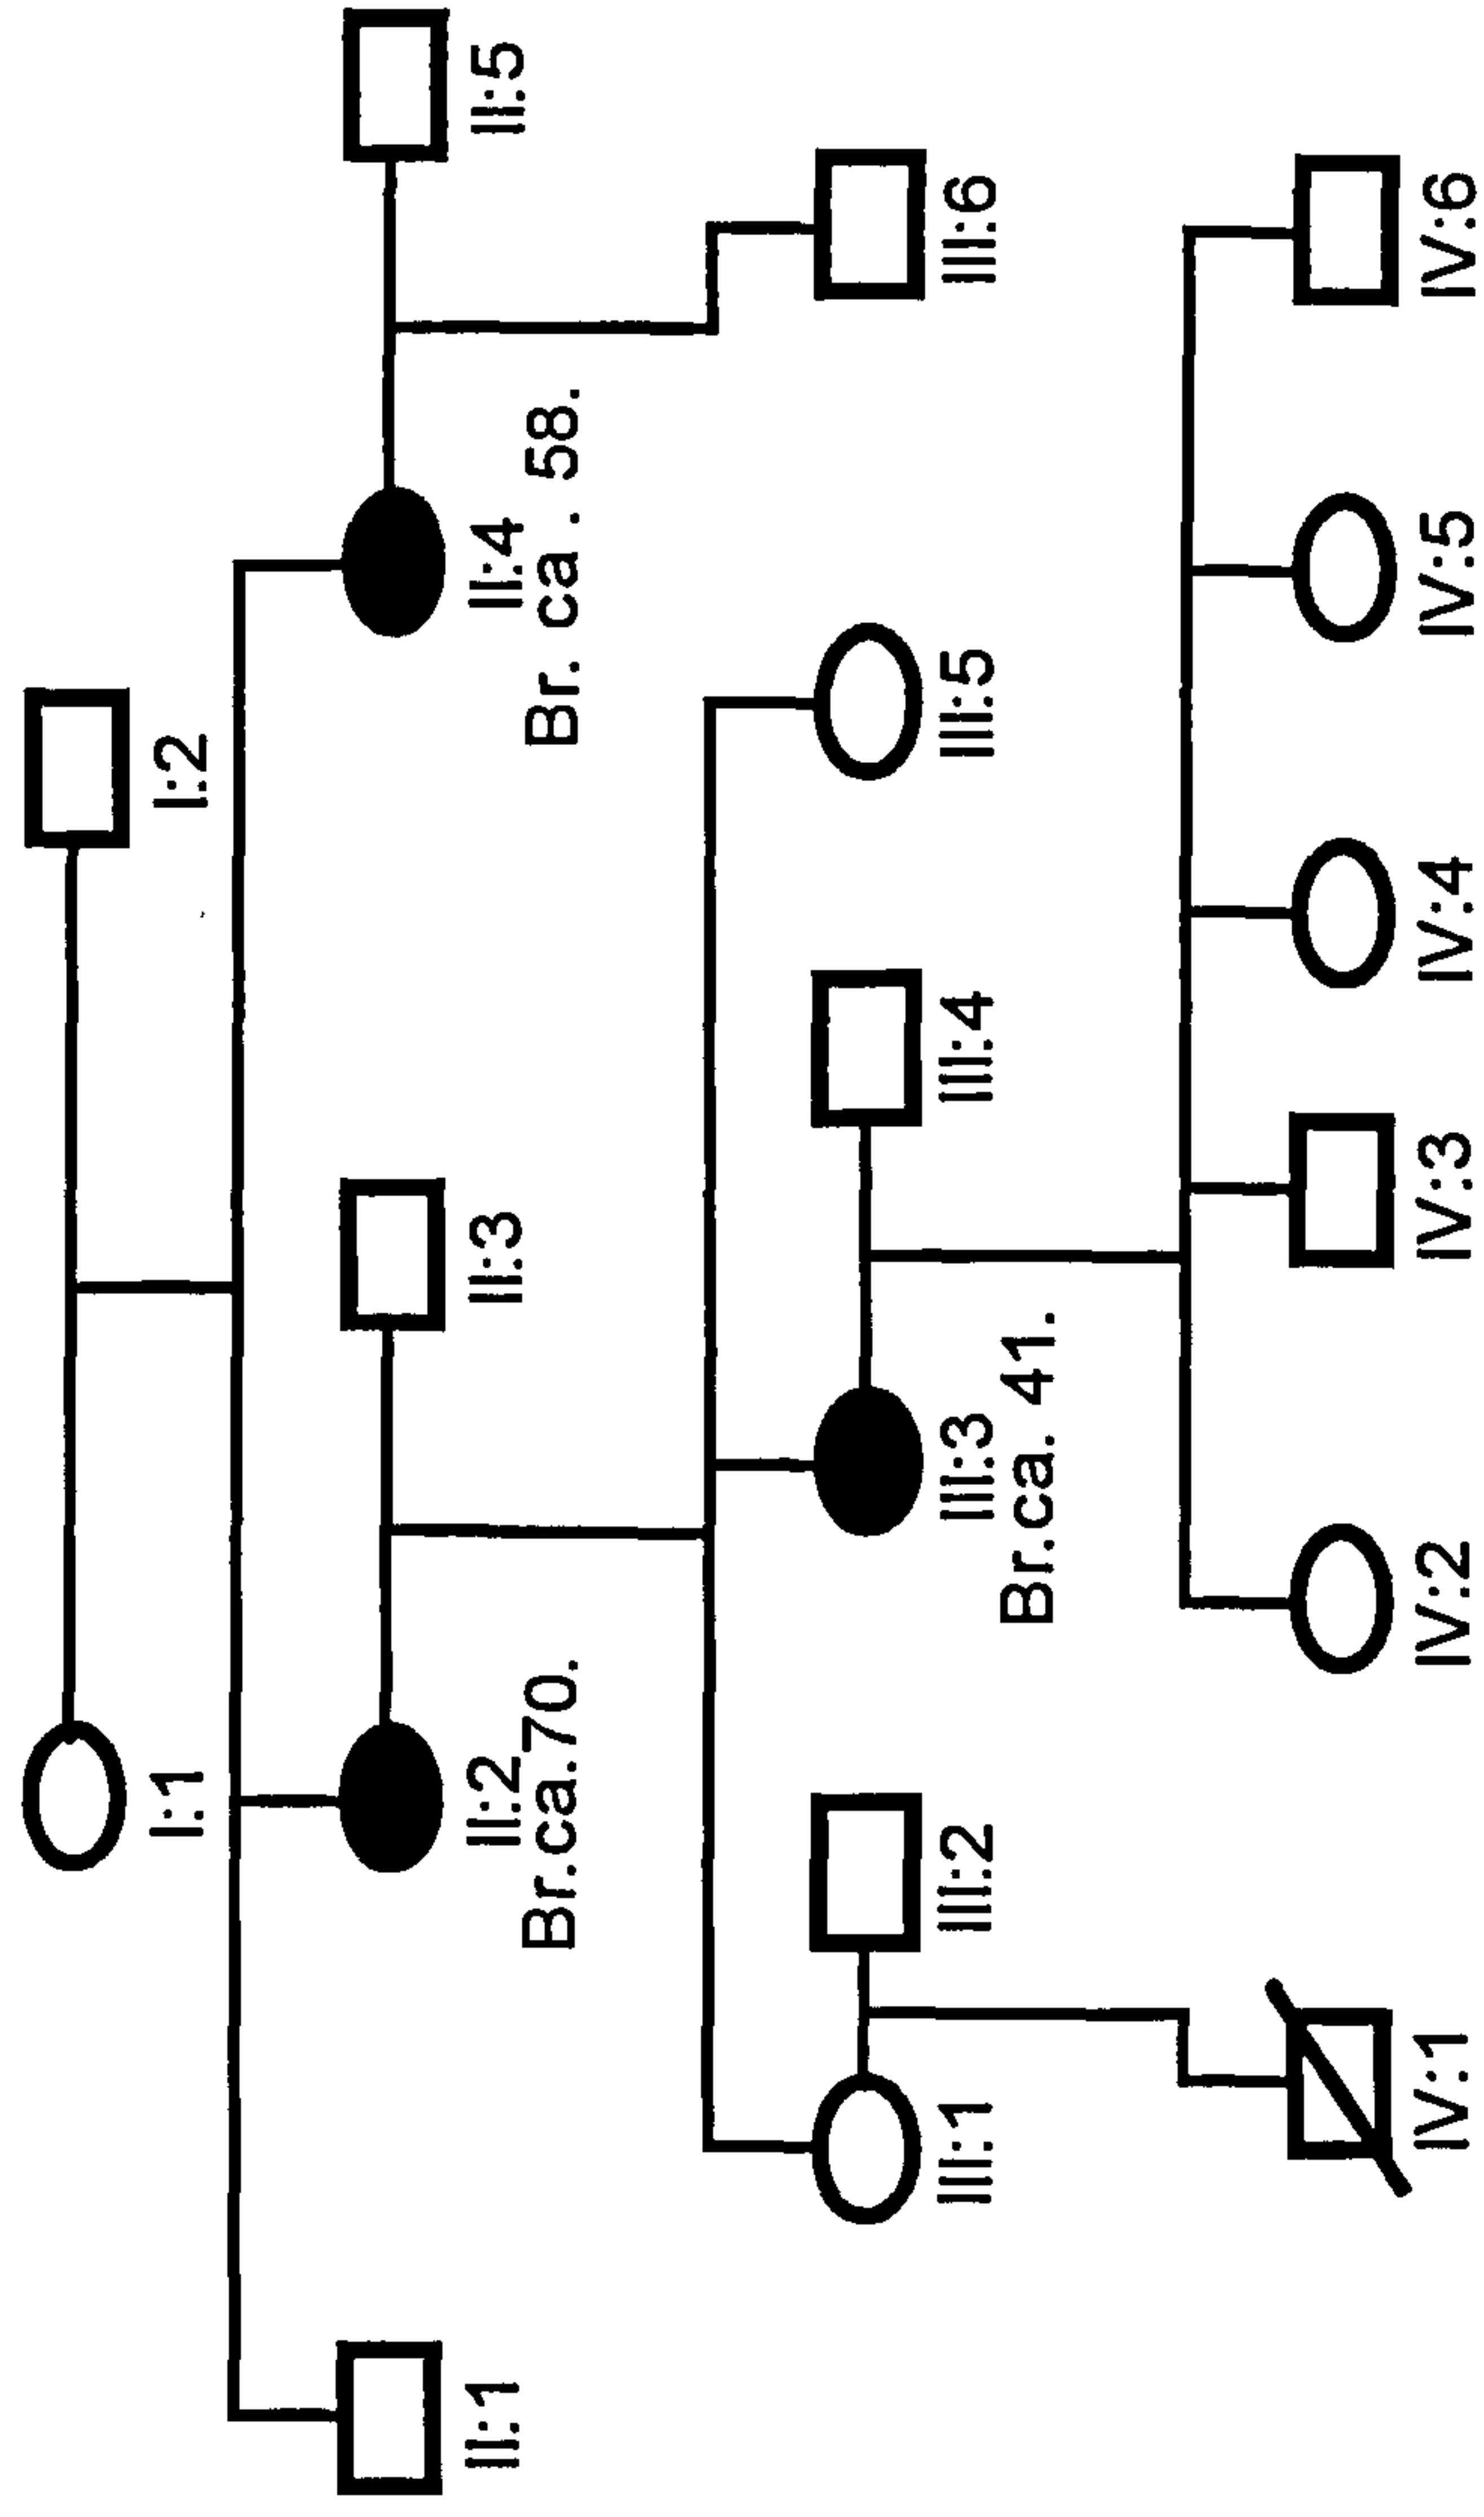 I:1
I:2
II:1
II:2
Br.ca.70.
II:3
II:4
Br. ca . 58.
II:5
III:1
III:2
III:3
Br.ca. 41.
III:4
III:5
III:6
IV:1
IV:2
IV:3
IV:4
IV:5
IV:6